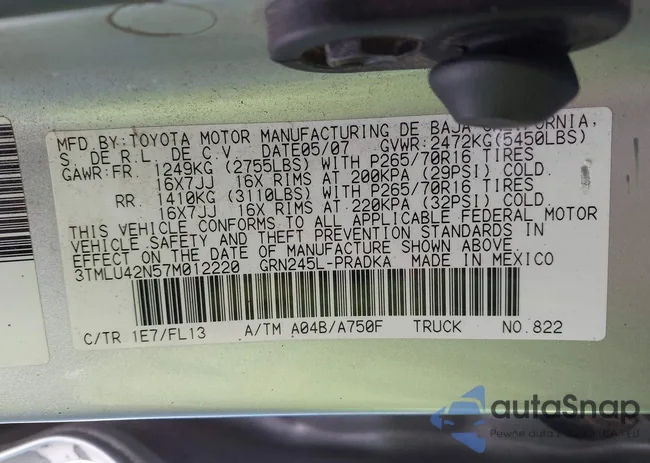 MFD BY: TOYOTA MOTOR MANUFACTURING DE BAJA CALIFORNIA,
S. DE R.L. DE C.V. DATE05/07 GVWR:2472KG(5450LBS)
GAWR:FR. 1249KG (2755LBS) WITH P265/70R16 TIRES
16X7JJ 16X RIMS AT 200KPA (29PSI) COLD.
RR. 1410KG (3110LBS) WITH P265/70R16 TIRES
16X7JJ 16X RIMS AT 220KPA (32PSI) COLD.
THIS VEHICLE CONFORMS TO ALL APPLICABLE FEDERAL MOTOR
VEHICLE SAFETY AND THEFT PREVENTION STANDARDS IN
EFFECT ON THE DATE OF MANUFACTURE SHOWN ABOVE.
3TMLU42N57M012220 GRN245L-PRADKA MADE IN MEXICO
C/TR 1E7/FL13 A/TM A04B/A750F TRUCK NO.822
autoSnap
Pewne auta